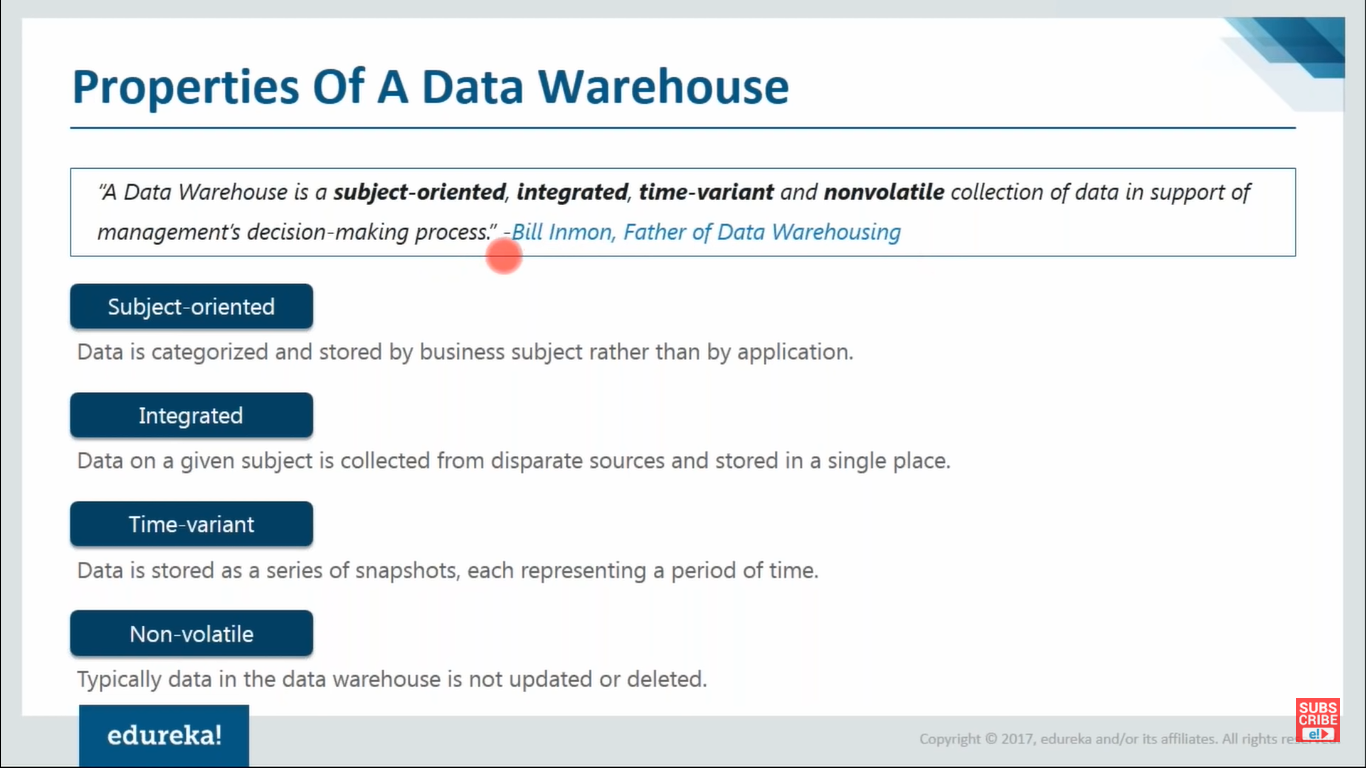 Properties Of A Data Warehouse
“A Data Warehouse is a subject-oriented, integrated, time-variant and nonvolatile collection of data in support of
management’s decision-making process.” -Bill Inmon, Father of Data Warehousing
Subject-oriented
Data is categorized and stored by business subject rather than by application.
Integrated
Data on a given subject is collected from disparate sources and stored in a single place.
Time-variant
Data is stored as a series of snapshots, each representing a period of time.
Non-volatile
Typically data in the data warehouse is not updated or deleted.
edureka!
Copyright © 2017, edureka and/or its affiliates. All rights reserved.
SUBS
CRIBE
e!